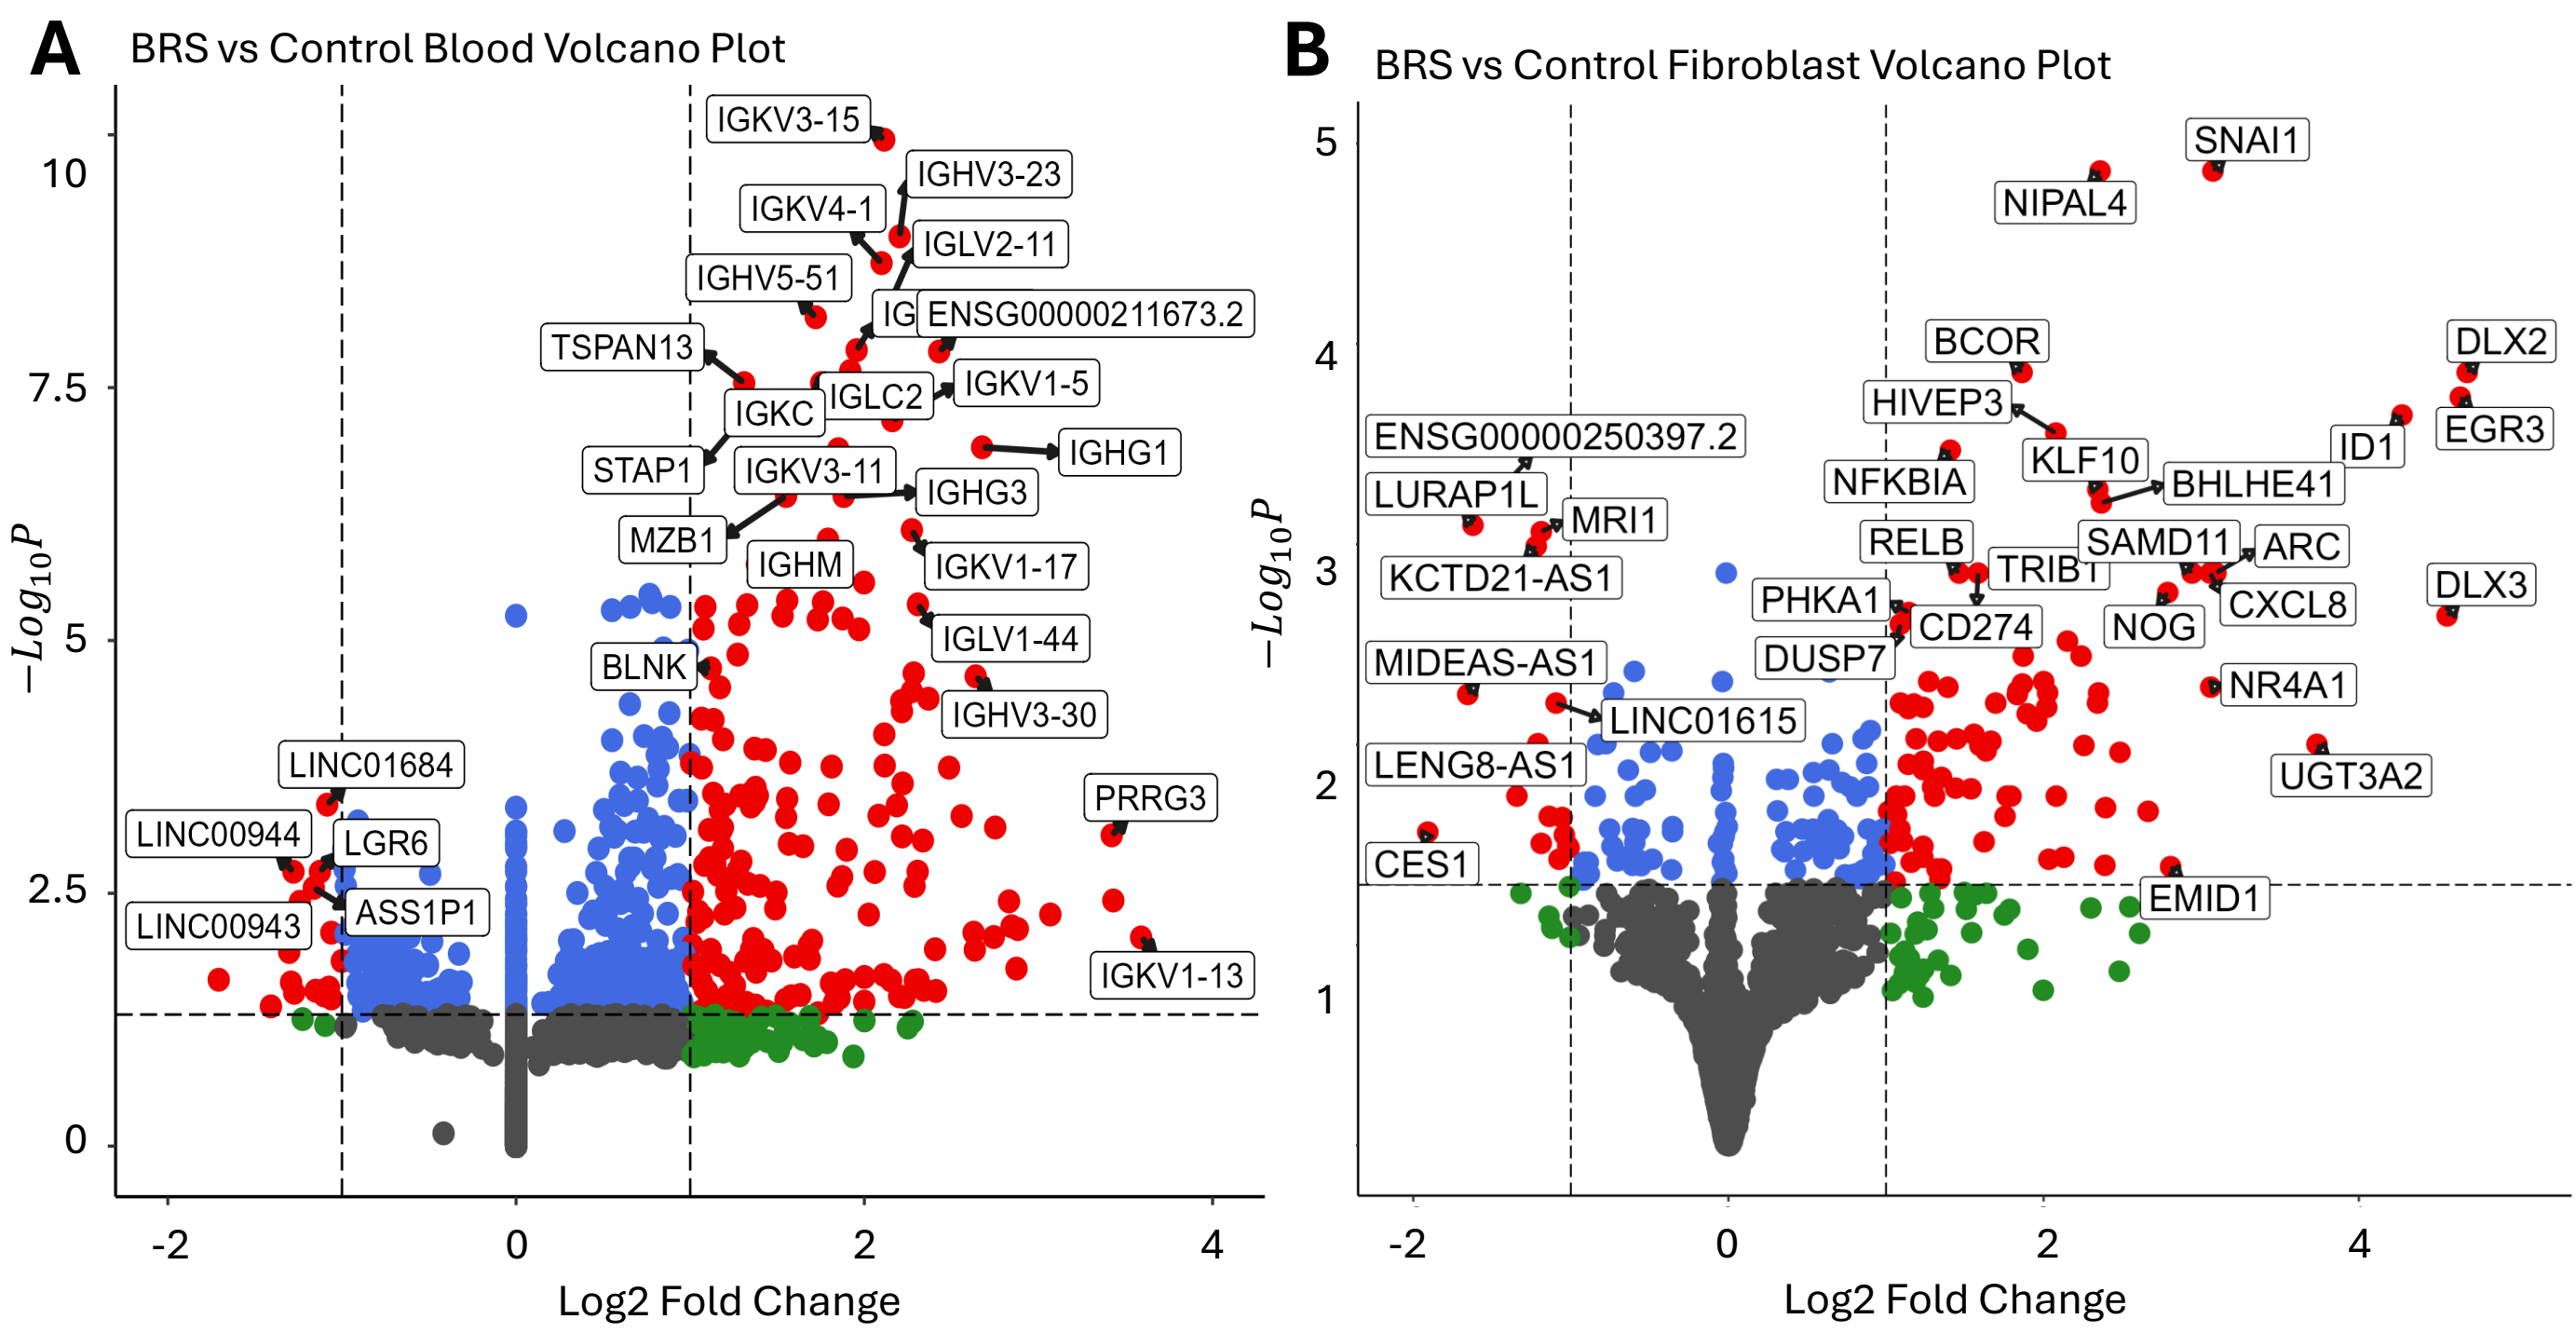 A
BRS vs Control Blood Volcano Plot
IGKV3-15
IGHV3-23
IGKV4-1
IGLV2-11
IGHV5-51
IG
ENSG00000211673.2
TSPAN13
IGKC
IGLC2
IGKV1-5
STAP1
IGKV3-11
IGHG1
IGHG3
MZB1
IGHM
IGKV1-17
IGLV1-44
BLNK
IGHV3-30
LINC01684
PRRG3
LINC00944
LGR6
ASS1P1
LINC00943
IGKV1-13
10
7.5
5
2.5
0
−Log10P
-2
0
2
4
Log2 Fold Change
B
BRS vs Control Fibroblast Volcano Plot
SNAI1
NIPAL4
BCOR
DLX2
HIVEP3
EGR3
ENSG00000250397.2
ID1
KLF10
NFKBIA
BHLHE41
LURAP1L
MRI1
RELB
SAMD11
ARC
KCTD21-AS1
TRIB1
DLX3
PHKA1
CXCL8
CD274
NOG
DUSP7
MIDEAS-AS1
NR4A1
LINC01615
LENG8-AS1
UGT3A2
CES1
EMID1
5
4
3
2
1
−Log10P
-2
0
2
4
Log2 Fold Change